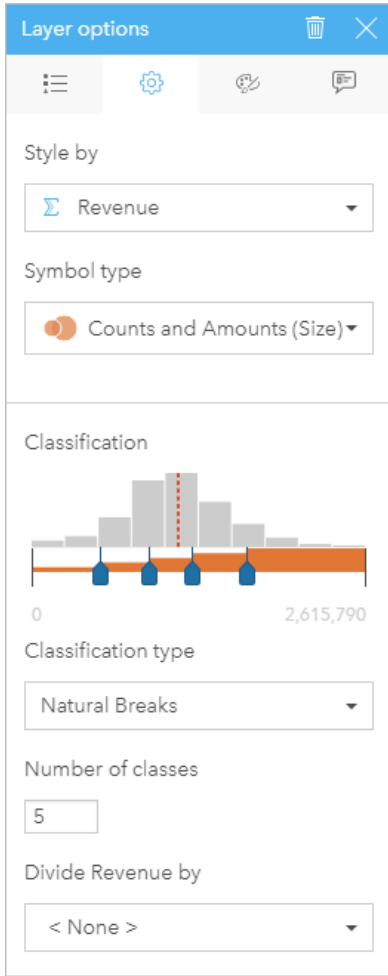 Layer options
Style by
Σ Revenue
Symbol type
Counts and Amounts (Size)
Classification
0 2,615,790
Classification type
Natural Breaks
Number of classes
5
Divide Revenue by
< None >